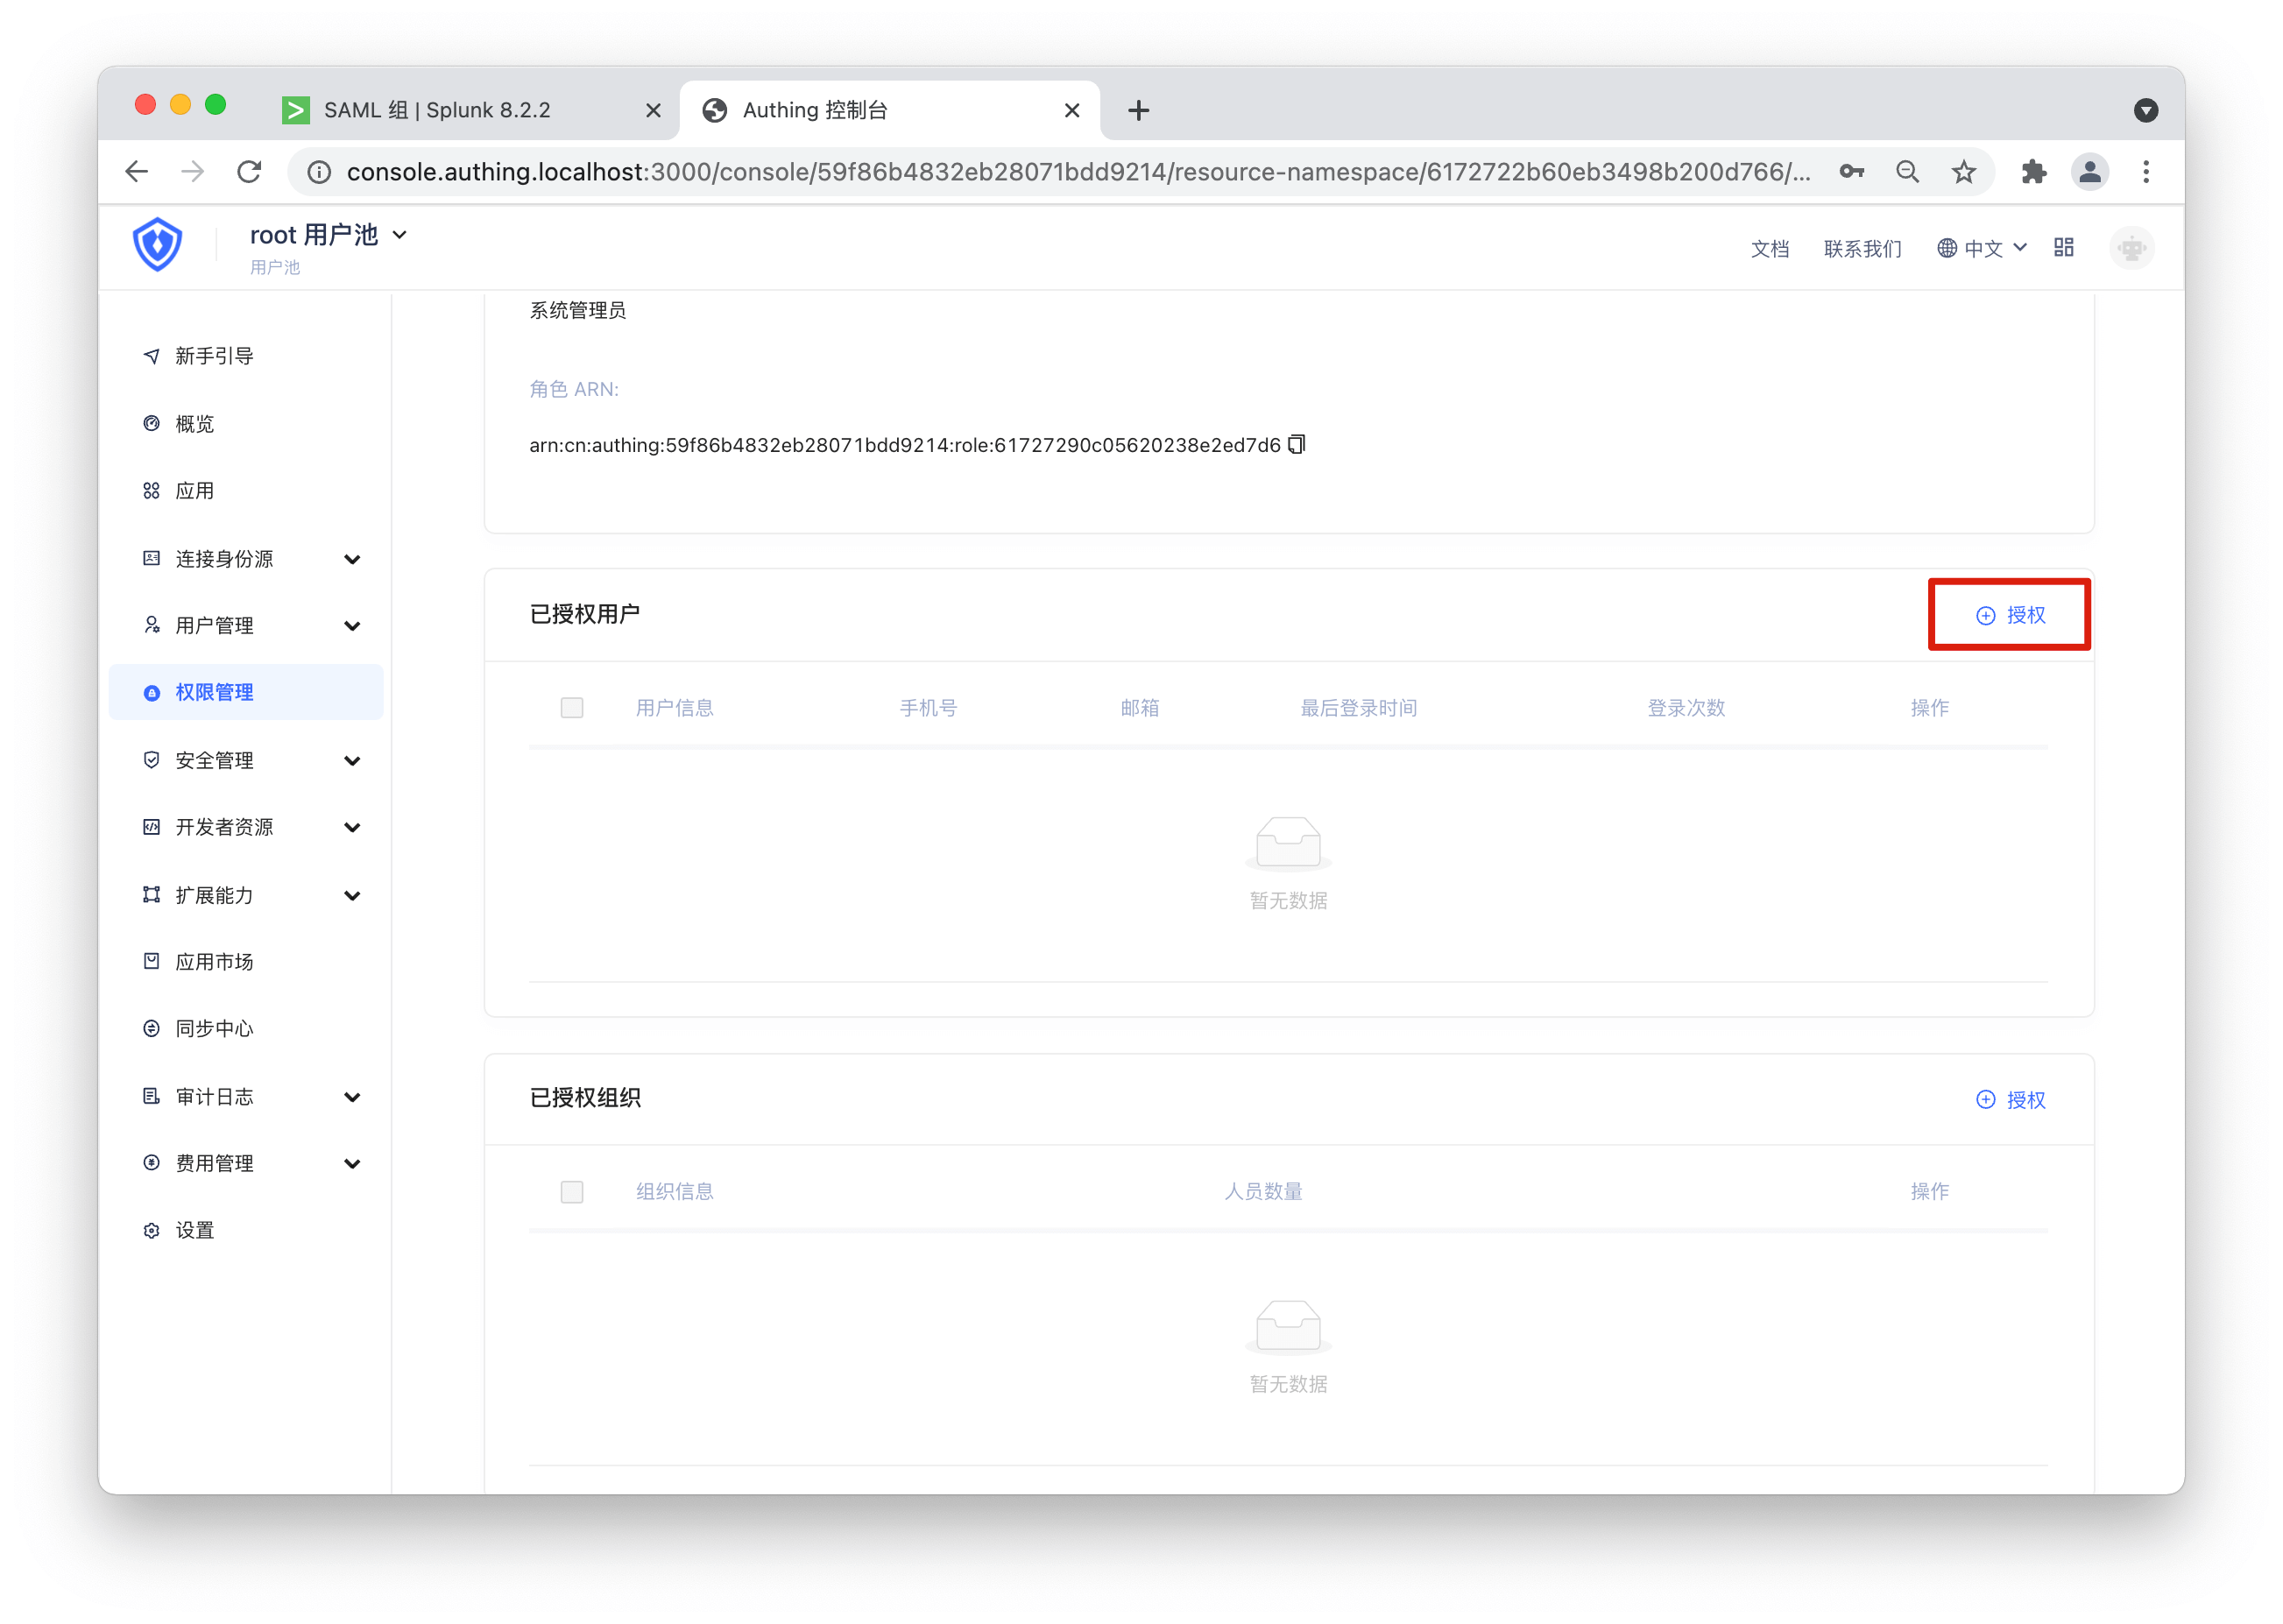 SAML 组 | Splunk 8.2.2
Authing 控制台
console.authing.localhost:3000/console/59f86b4832eb28071bdd9214/resource-namespace/6172722b60eb3498b200d766/...
root 用户池
用户池
文档
联系我们
中文
新手引导
概览
应用
连接身份源
用户管理
权限管理
安全管理
开发者资源
扩展能力
应用市场
同步中心
审计日志
费用管理
设置
系统管理员
角色 ARN:
arn:cn:authing:59f86b4832eb28071bdd9214:role:61727290c05620238e2ed7d6
已授权用户
授权
用户信息 手机号 邮箱 最后登录时间 登录次数 操作
暂无数据
已授权组织
授权
组织信息 人员数量 操作
暂无数据